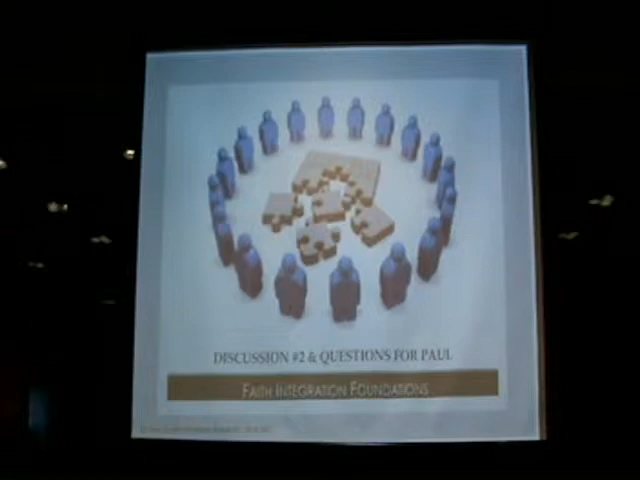 DISCUSSION #2 & QUESTIONS FOR PAUL
FAITH INTEGRATION FOUNDATIONS